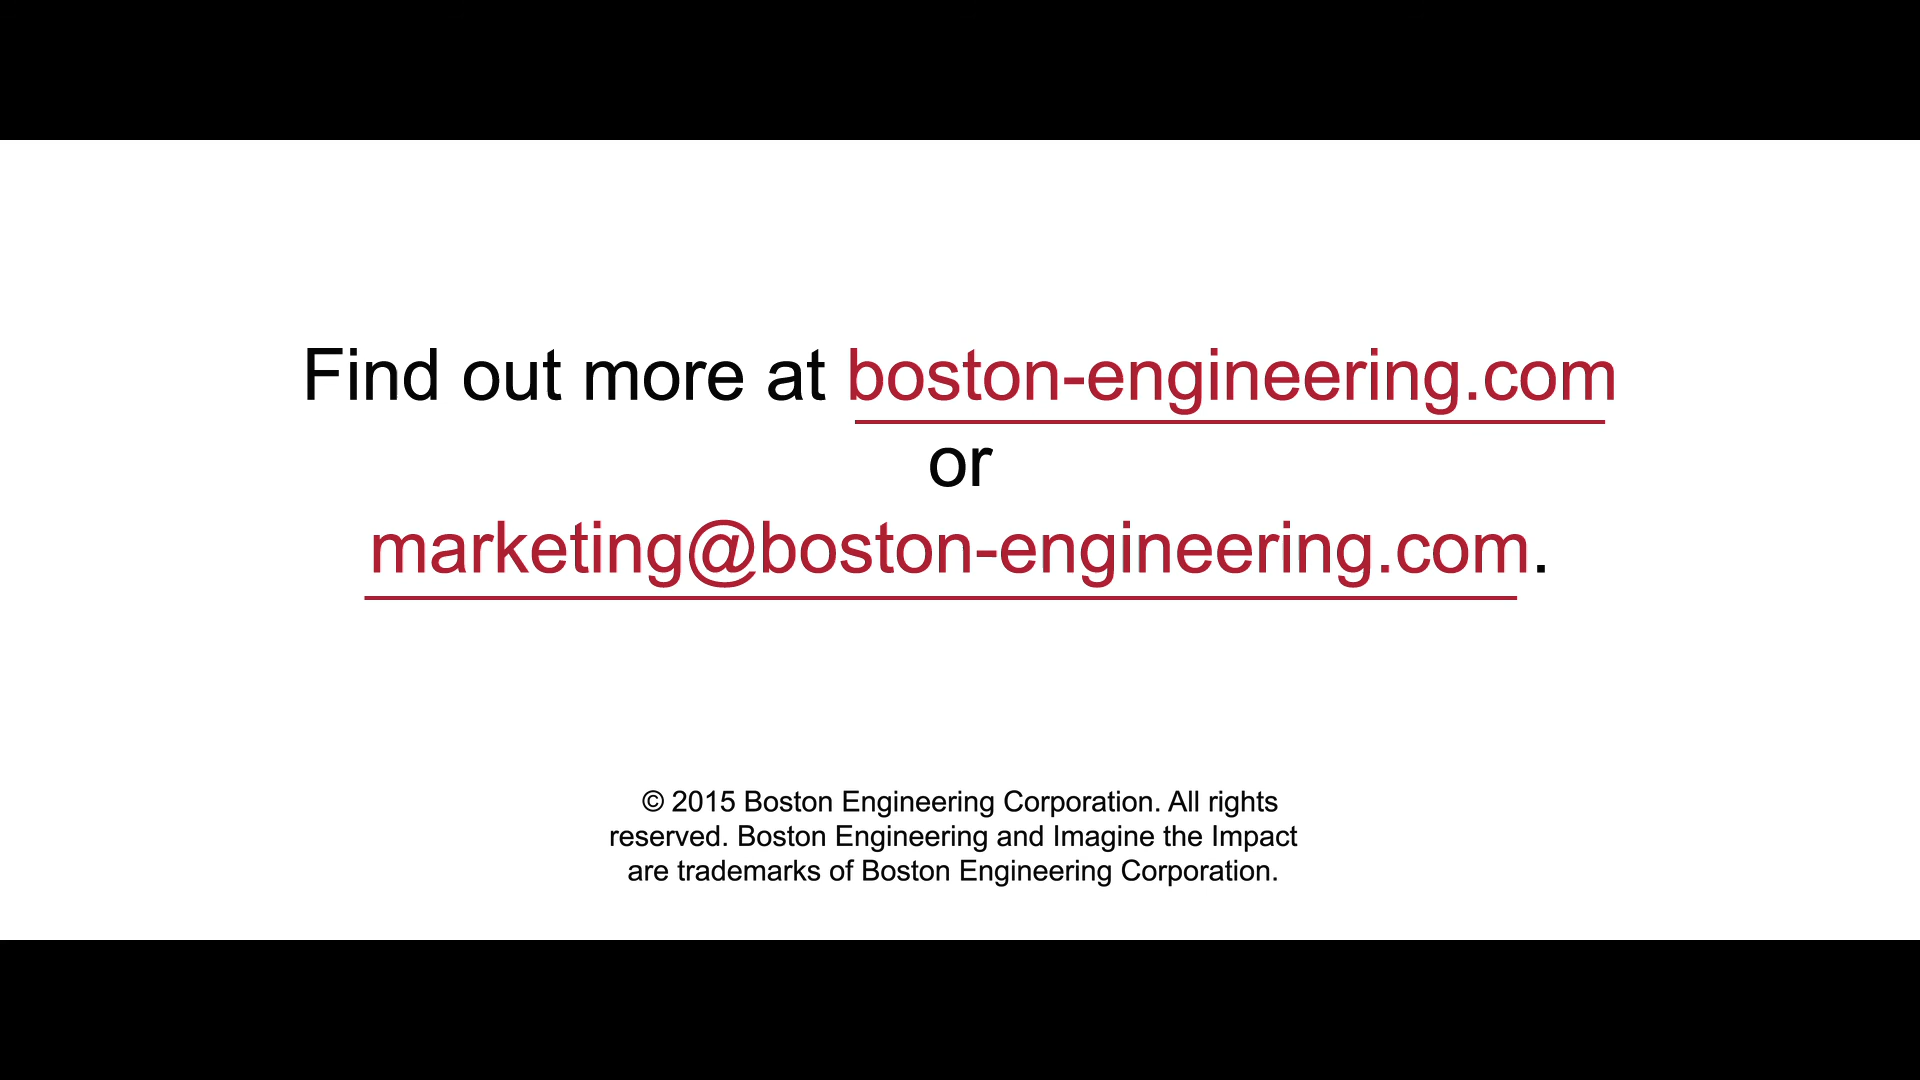 Find out more at boston-engineering.com
or
marketing@boston-engineering.com.
© 2015 Boston Engineering Corporation. All rights
reserved. Boston Engineering and Imagine the Impact
are trademarks of Boston Engineering Corporation.